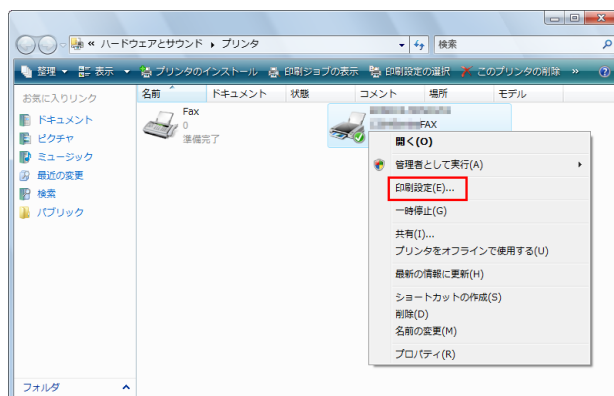 « ハードウェアとサウンド ▸ プリンタ
検索
整理 ▼ 表示 ▼ プリンタのインストール 印刷ジョブの表示 印刷設定の選択 このプリンタの削除 »
お気に入りリンク
ドキュメント
ピクチャ
ミュージック
最近の変更
検索
パブリック
フォルダ
名前 ドキュメント 状態 コメント 場所 モデル
Fax
0
準備完了
FAX
開く(O)
管理者として実行(A)
印刷設定(E)...
一時停止(G)
共有(I)...
プリンタをオフラインで使用する(U)
最新の情報に更新(H)
ショートカットの作成(S)
削除(D)
名前の変更(M)
プロパティ(R)